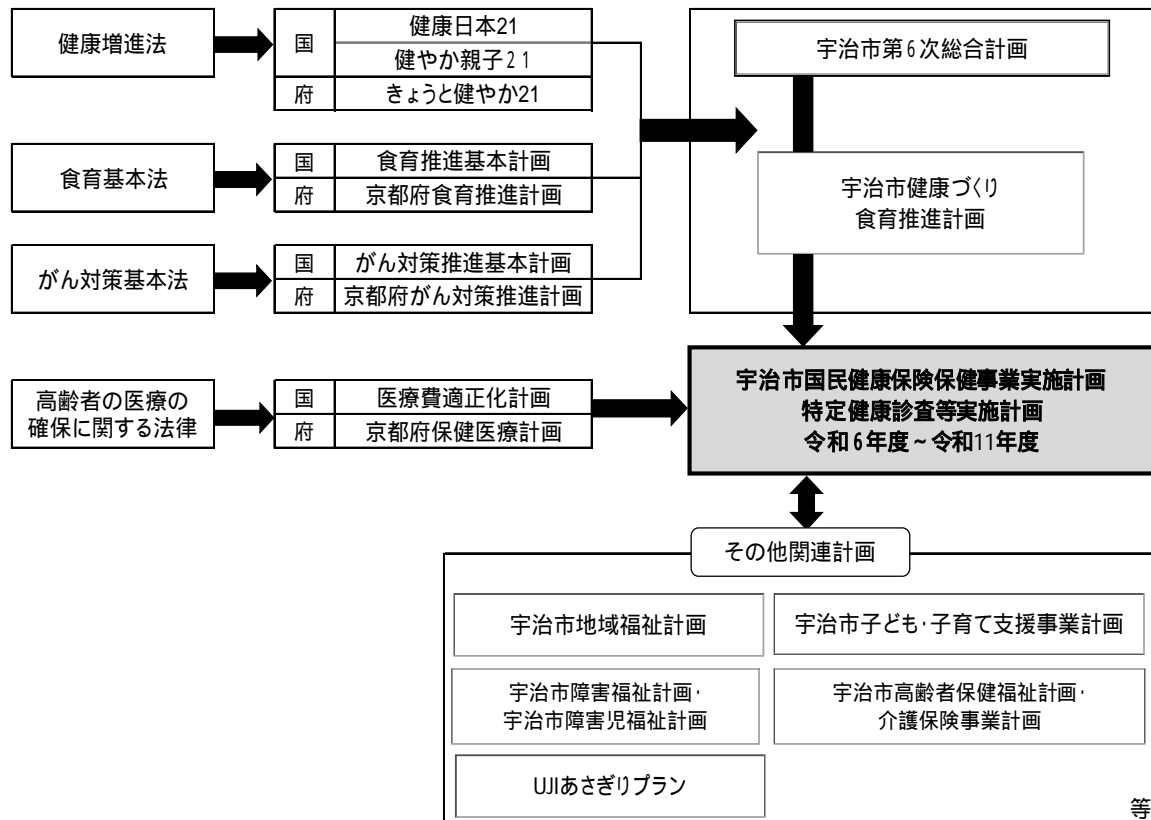 健康増進法
国
健康日本21
健やか親子21
府
きょうと健やか21
食育基本法
国
食育推進基本計画
府
京都府食育推進計画
がん対策基本法
国
がん対策推進基本計画
府
京都府がん対策推進計画
高齢者の医療の
確保に関する法律
国
医療費適正化計画
府
京都府保健医療計画
宇治市第6次総合計画
宇治市健康づくり
食育推進計画
宇治市国民健康保険保健事業実施計画
特定健康診査等実施計画
令和6年度~令和11年度
その他関連計画
宇治市地域福祉計画
宇治市子ども・子育て支援事業計画
宇治市障害福祉計画・
宇治市障害児福祉計画
宇治市高齢者保健福祉計画・
介護保険事業計画
UJIあさぎりプラン
等